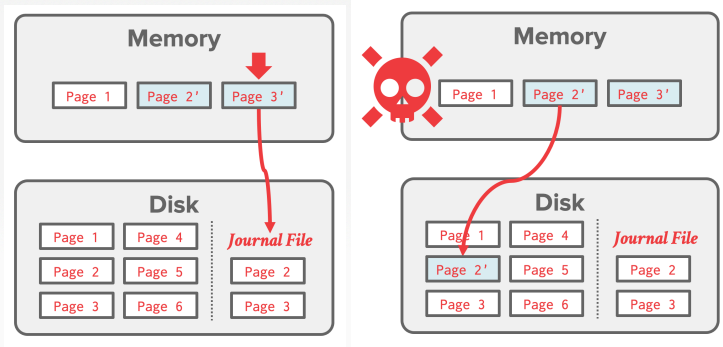 Memory
Page 1 Page 2′ Page 3′
Disk
Page 1 Page 4
Journal File
Page 2 Page 5 Page 2
Page 3 Page 6 Page 3
Memory
Page 1 Page 2′ Page 3′
Disk
Page 1 Page 4
Journal File
Page 2′ Page 5 Page 2
Page 3 Page 6 Page 3